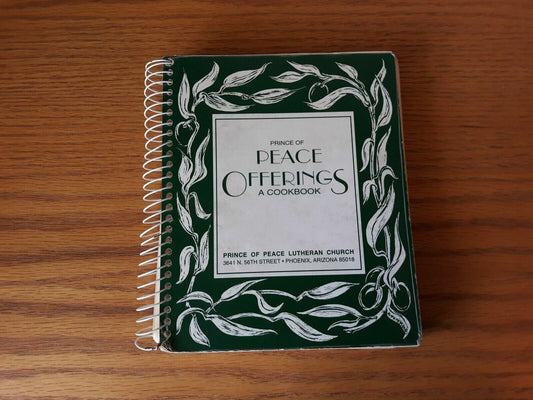 PRINCE OF
PEACE
OFFERINGS
A COOKBOOK
PRINCE OF PEACE LUTHERAN CHURCH
3641 N. 56TH STREET • PHOENIX, ARIZONA 85018